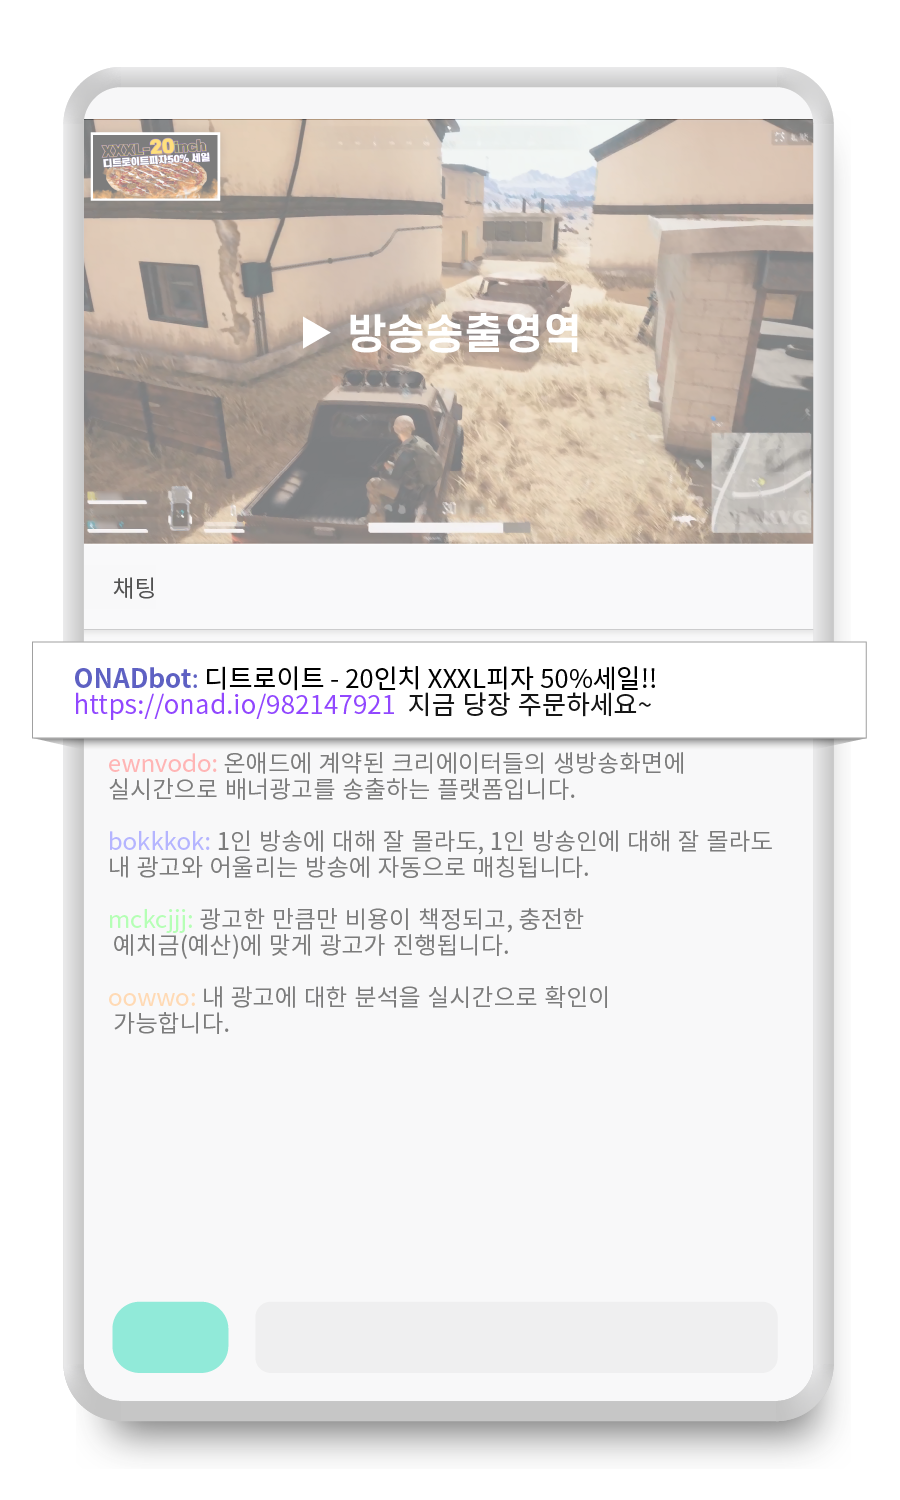 XXXL-20inch
디트로이트피자50% 세일
▶ 방송송출영역
30
채팅
ONADbot: 디트로이트 - 20인치 XXXL피자 50%세일!!
https://onad.io/982147921 지금 당장 주문하세요~
ewnvodo: 온애드에 계약된 크리에이터들의 생방송화면에
실시간으로 배너광고를 송출하는 플랫폼입니다.
bokkkok: 1인 방송에 대해 잘 몰라도, 1인 방송인에 대해 잘 몰라도
내 광고와 어울리는 방송에 자동으로 매칭됩니다.
mckcjjj: 광고한 만큼만 비용이 책정되고, 충전한
예치금(예산)에 맞게 광고가 진행됩니다.
oowwo: 내 광고에 대한 분석을 실시간으로 확인이
가능합니다.